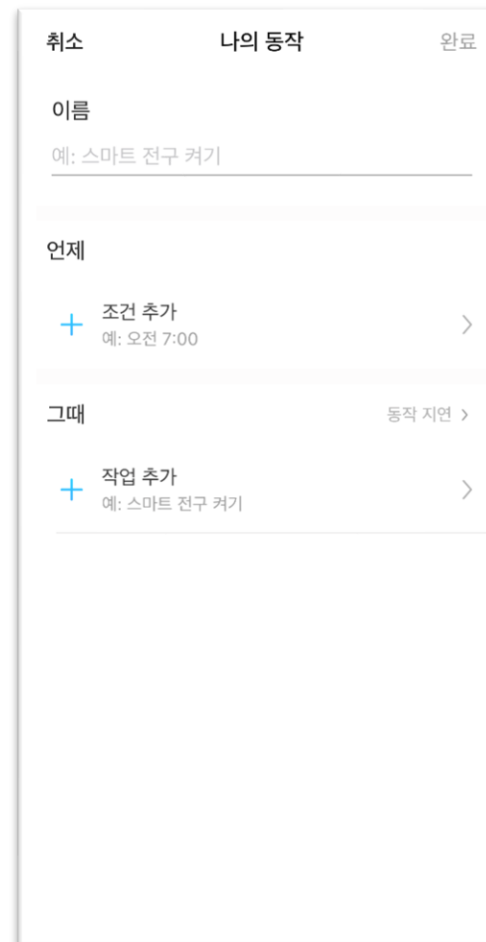 취소 나의 동작 완료
이름
예: 스마트 전구 켜기
언제
조건 추가
예: 오전 7:00
그때 동작 지연 >
작업 추가
예: 스마트 전구 켜기